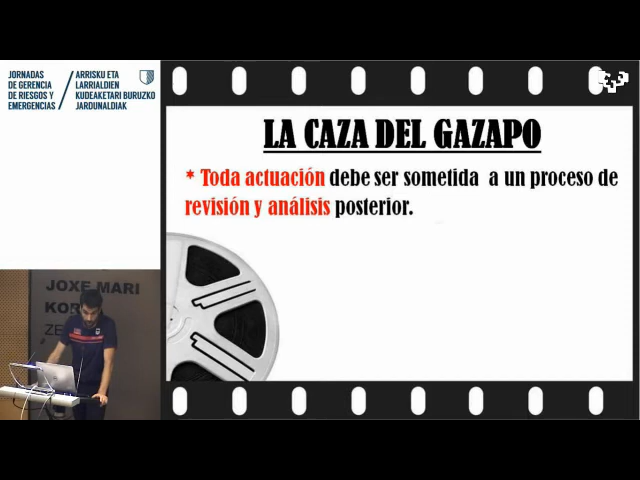 JORNADAS
DE GERENCIA
DE RIESGOS Y
EMERGENCIAS
ARRISKU ETA
LARRIALDIEN
KUDEAKETARI BURUZKO
JARDUNALDIAK
LA CAZA DEL GAZAPO
* Toda actuación debe ser sometida a un proceso de
revisión y análisis posterior.
JOXE MARI